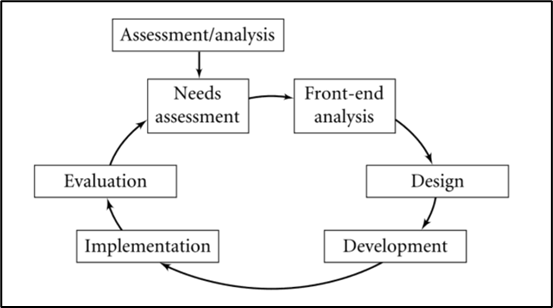 Assessment/analysis
Needs
assessment
Front-end
analysis
Evaluation
Design
Implementation
Development